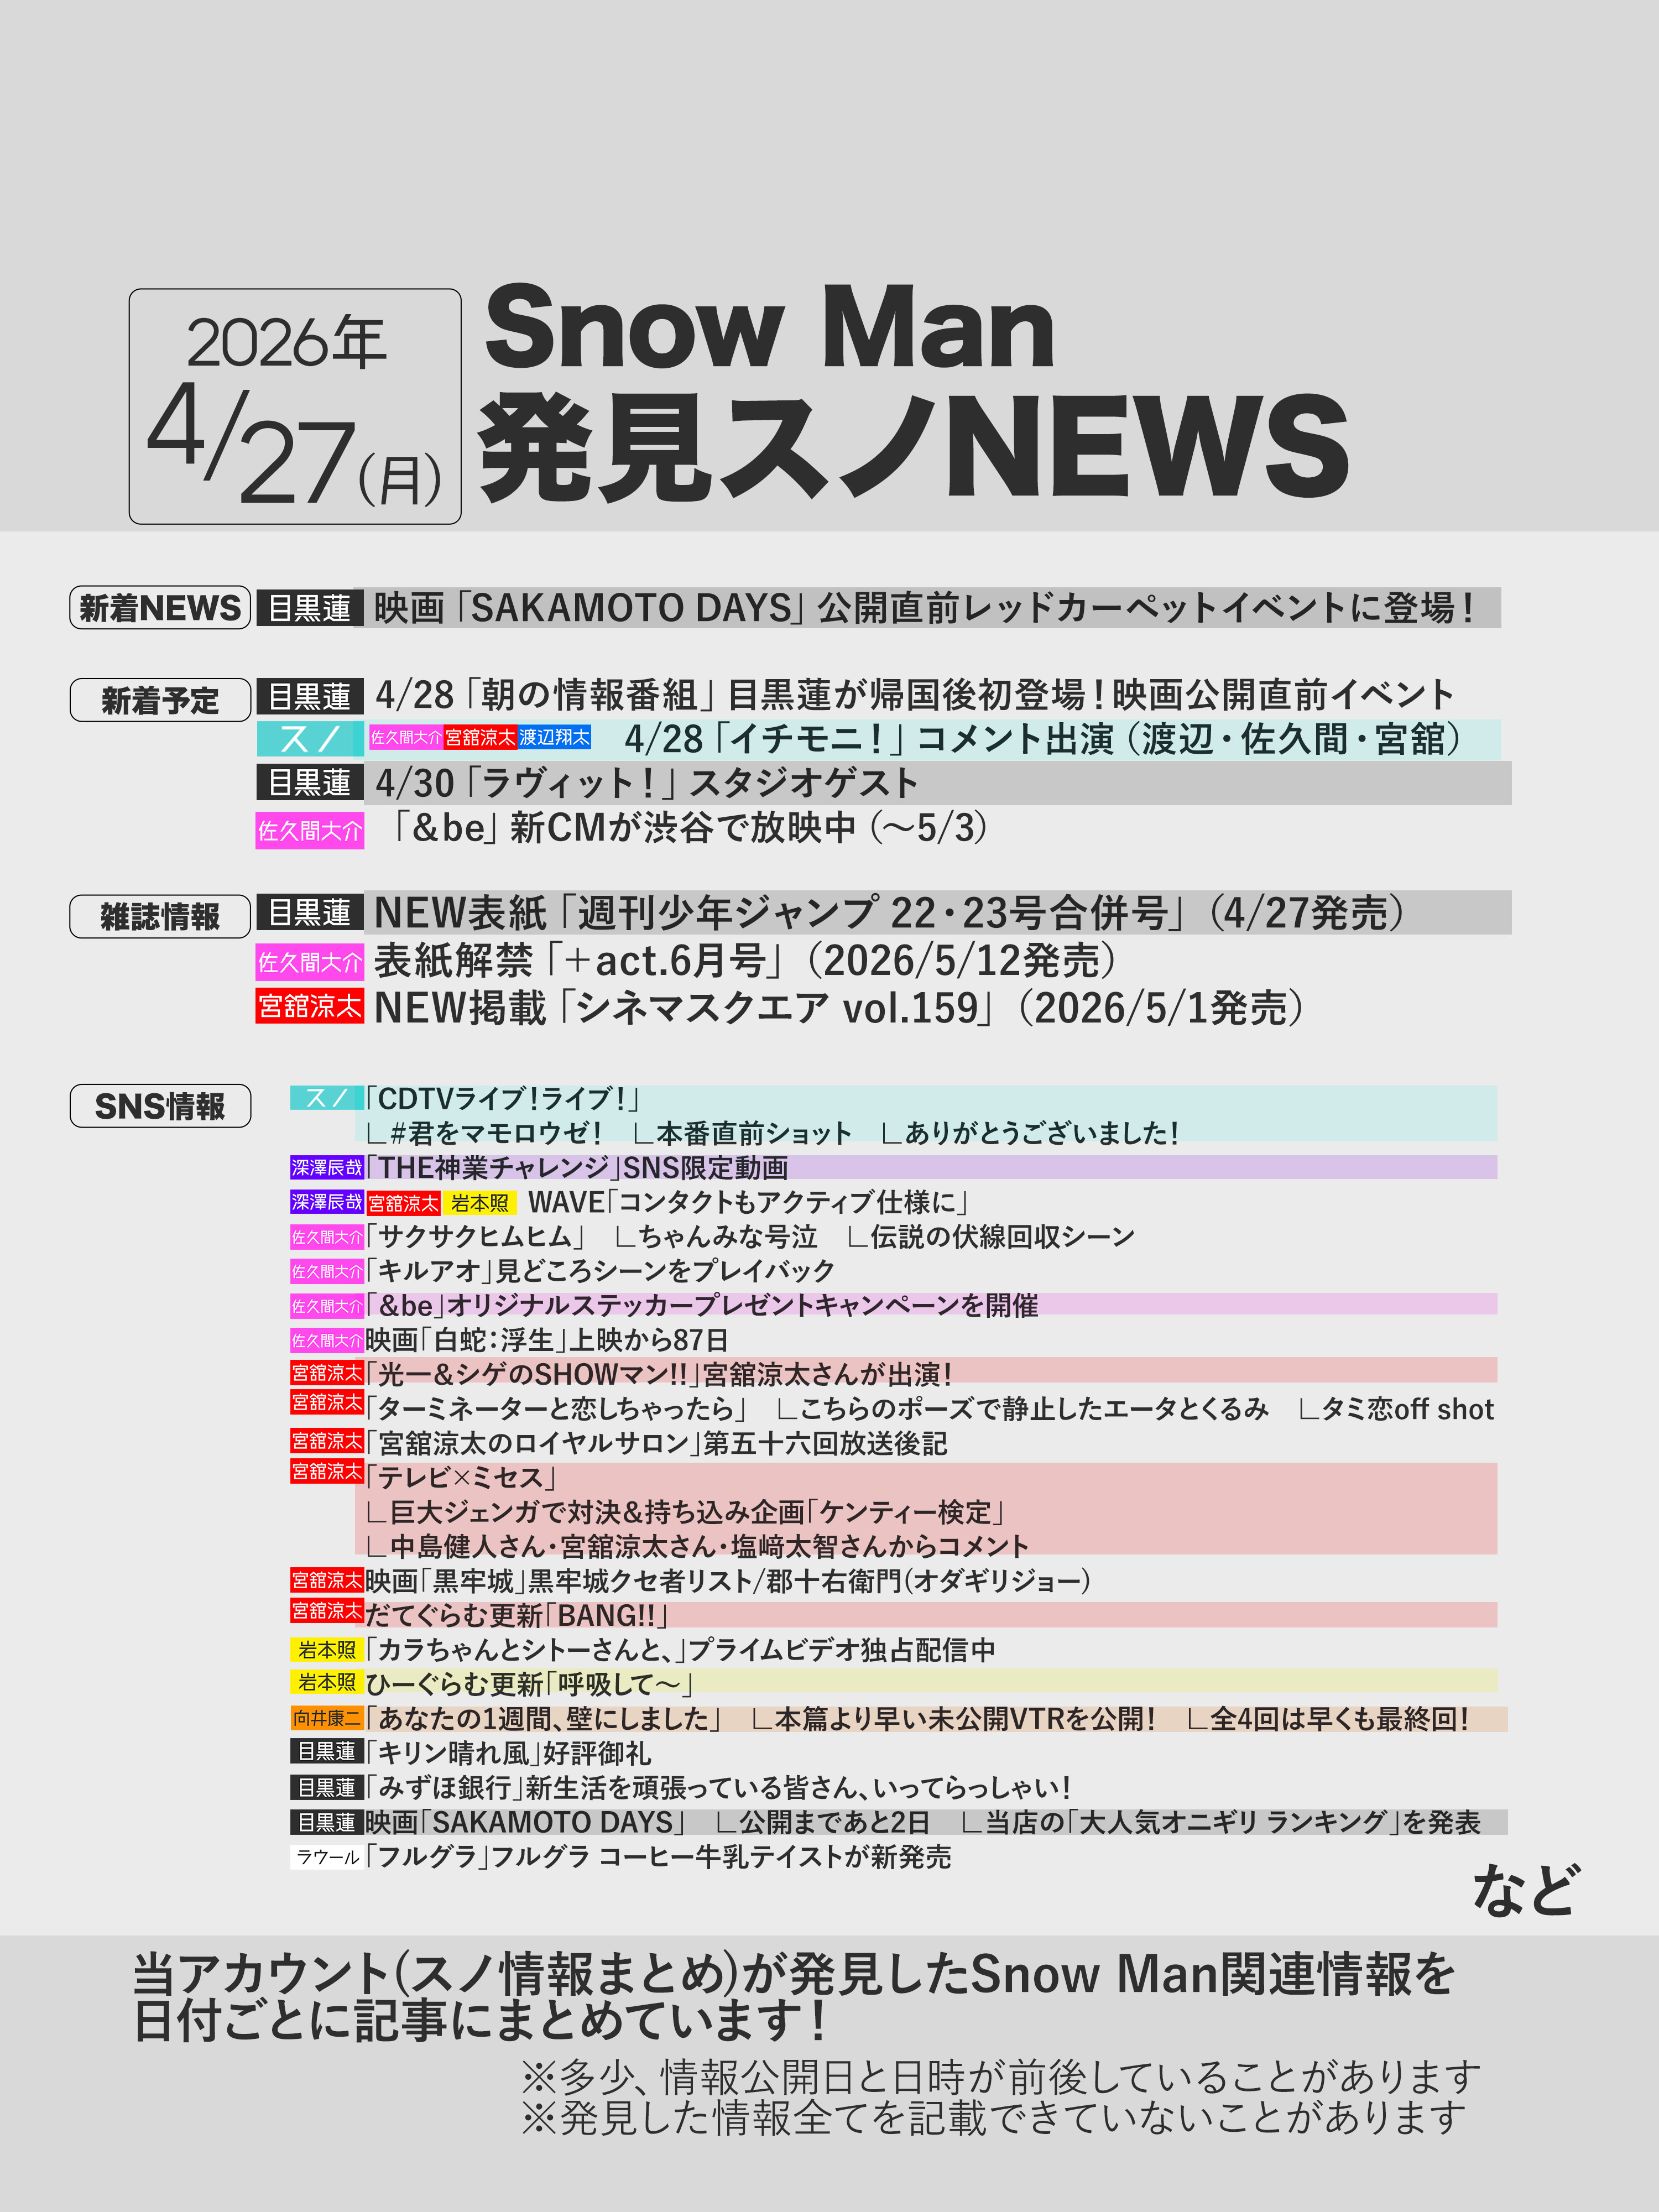 2026年
4/27(月)
Snow Man
発見スノNEWS
新着NEWS 目黒蓮 映画「SAKAMOTO DAYS」公開直前レッドカーペットイベントに登場！
新着予定 目黒蓮 4/28「朝の情報番組」目黒蓮が帰国後初登場！映画公開直前イベント
スノ 佐久間大介 宮舘涼太 渡辺翔太 4/28「イチモニ！」コメント出演（渡辺・佐久間・宮舘）
目黒蓮 4/30「ラヴィット！」スタジオゲスト
佐久間大介 「&be」新CMが渋谷で放映中（〜5/3）
雑誌情報 目黒蓮 NEW表紙「週刊少年ジャンプ 22・23号合併号」（4/27発売）
佐久間大介 表紙解禁「+act.6月号」（2026/5/12発売）
宮舘涼太 NEW掲載「シネマスクエア vol.159」（2026/5/1発売）
SNS情報 スノ 「CDTVライブ！ライブ！」
∟#君をマモロウゼ！ ∟本番直前ショット ∟ありがとうございました！
深澤辰哉 「THE神業チャレンジ」SNS限定動画
深澤辰哉 宮舘涼太 岩本照 WAVE「コンタクトもアクティブ仕様に」
佐久間大介 「サクサクヒムヒム」 ∟ちゃんみな号泣 ∟伝説の伏線回収シーン
佐久間大介 「キルアオ」見どころシーンをプレイバック
佐久間大介 「&be」オリジナルステッカープレゼントキャンペーンを開催
佐久間大介 映画「白蛇：浮生」上映から87日
宮舘涼太 「光一&シゲのSHOWマン!!」宮舘涼太さんが出演！
宮舘涼太 「ターミネーターと恋しちゃったら」 ∟こちらのポーズで静止したエータとくるみ ∟タミ恋off shot
宮舘涼太 「宮舘涼太のロイヤルサロン」第五十六回放送後記
宮舘涼太 「テレビ×ミセス」
∟巨大ジェンガで対決＆持ち込み企画「ケンティー検定」
∟中島健人さん・宮舘涼太さん・塩﨑太智さんからコメント
宮舘涼太 映画「黒牢城」黒牢城クセ者リスト/郡十右衛門(オダギリジョー)
宮舘涼太 だてぐらむ更新「BANG!!」
岩本照 「カラちゃんとシトーさんと、」プライムビデオ独占配信中
岩本照 ひーぐらむ更新「呼吸して〜」
向井康二 「あなたの1週間、壁にしました」 ∟本篇より早い未公開VTRを公開！ ∟全4回は早くも最終回！
目黒蓮 「キリン晴れ風」好評御礼
目黒蓮 「みずほ銀行」新生活を頑張っている皆さん、いってらっしゃい！
目黒蓮 映画「SAKAMOTO DAYS」 ∟公開まであと2日 ∟当店の「大人気オニギリ ランキング」を発表
ラウール 「フルグラ」フルグラ コーヒー牛乳テイストが新発売
など
当アカウント(スノ情報まとめ)が発見したSnow Man関連情報を
日付ごとに記事にまとめています！
※多少、情報公開日と日時が前後していることがあります
※発見した情報全てを記載できていないことがあります